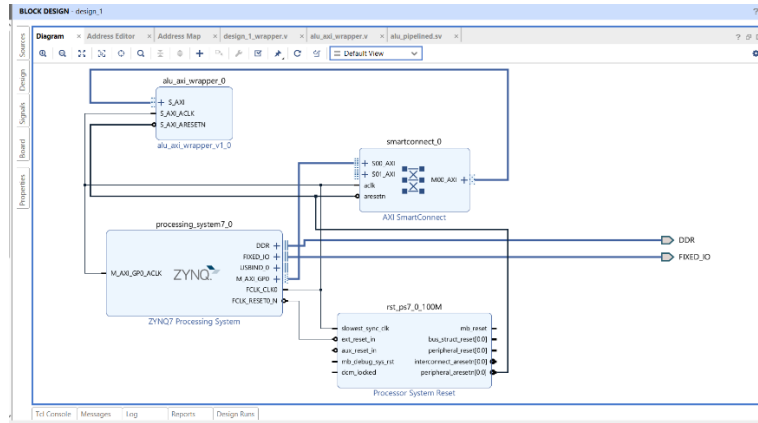 BLOCK DESIGN - design_1
?
Diagram × Address Editor × Address Map × design_1_wrapper.v × alu_axi_wrapper.v × alu_pipelined.sv ×
Default View
Sources
Design
Signals
Board
Properties
alu_axi_wrapper_0
S_AXI
S_AXI_ACLK
S_AXI_ARESETN
alu_axi_wrapper_v1_0
smartconnect_0
S00_AXI
S01_AXI
aclk
aresetn
M00_AXI
AXI SmartConnect
processing_system7_0
M_AXI_GP0_ACLK
ZYNQ
DDR
FIXED_IO
USBIND_0
M_AXI_GP0
FCLK_CLK0
FCLK_RESET0_N
ZYNQ7 Processing System
DDR
FIXED_IO
rst_ps7_0_100M
slowest_sync_clk
ext_reset_in
aux_reset_in
mb_debug_sys_rst
dcm_locked
mb_reset
bus_struct_reset[0:0]
peripheral_reset[0:0]
interconnect_aresetn[0:0]
peripheral_aresetn[0:0]
Processor System Reset
Tcl Console Messages Log Reports Design Runs